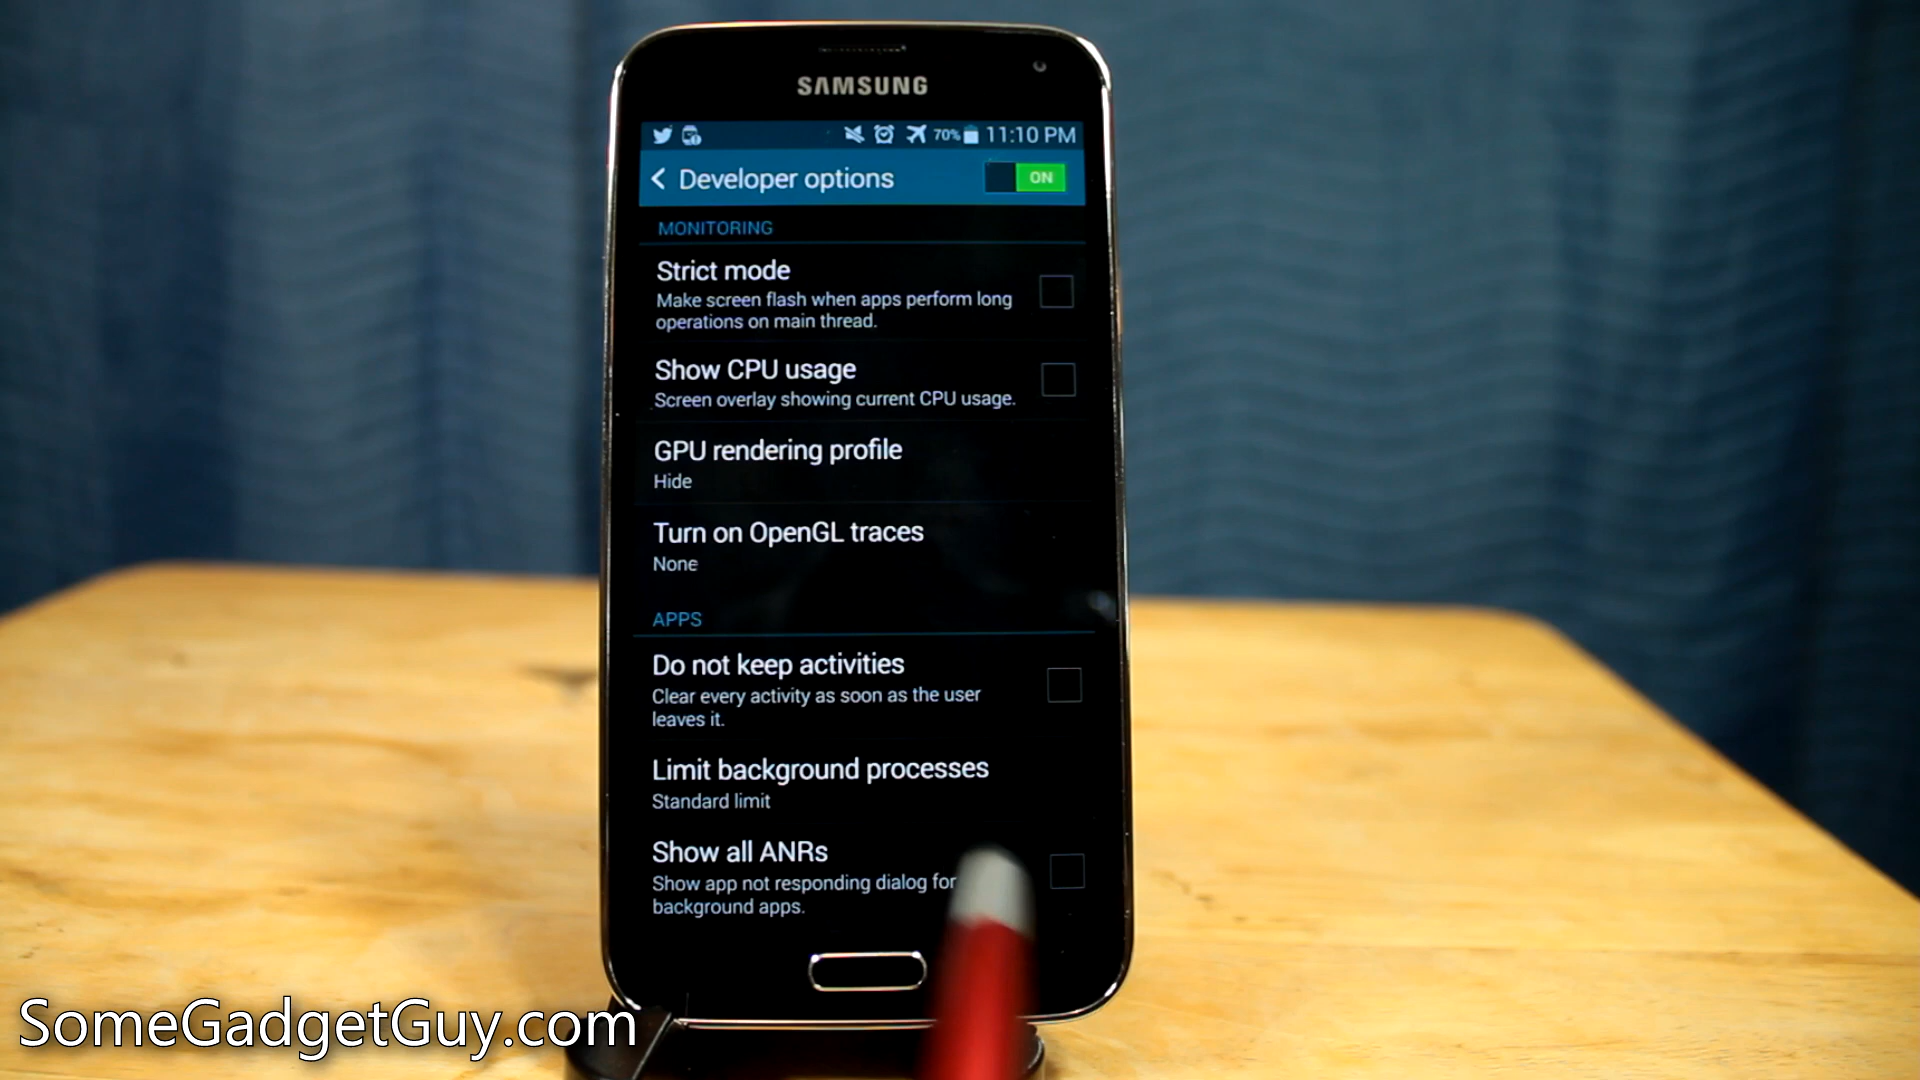 SAMSUNG
70% 11:10 PM
Developer options ON
MONITORING
Strict mode
Make screen flash when apps perform long
operations on main thread.
Show CPU usage
Screen overlay showing current CPU usage.
GPU rendering profile
Hide
Turn on OpenGL traces
None
APPS
Do not keep activities
Clear every activity as soon as the user
leaves it.
Limit background processes
Standard limit
Show all ANRs
Show app not responding dialog for
background apps.
SomeGadgetGuy.com